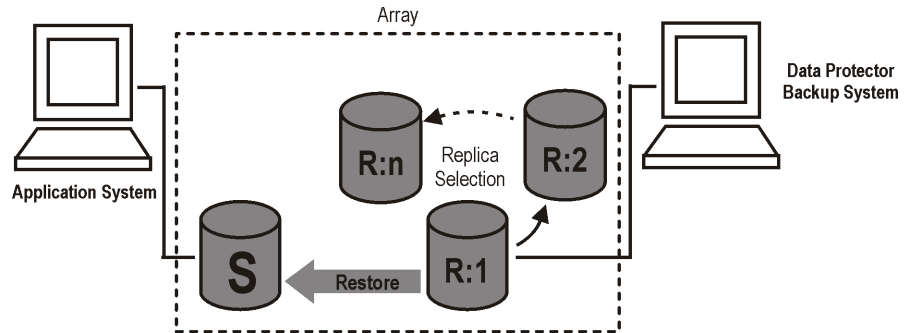 Array
Data Protector
Backup System
R:n
R:2
Replica
Selection
Application System
S
Restore
R:1